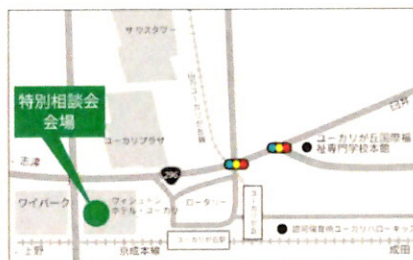 サウスタワー
特別相談会
会場
ユーカリプラザ
志津
296
臼井
ユーカリが丘国際福
祉専門学校本館
ワイパーク
ウィシュトン
ホテル・ユーカリ
ロータリー
ユーカリが丘駅
上野
京成本線
成田